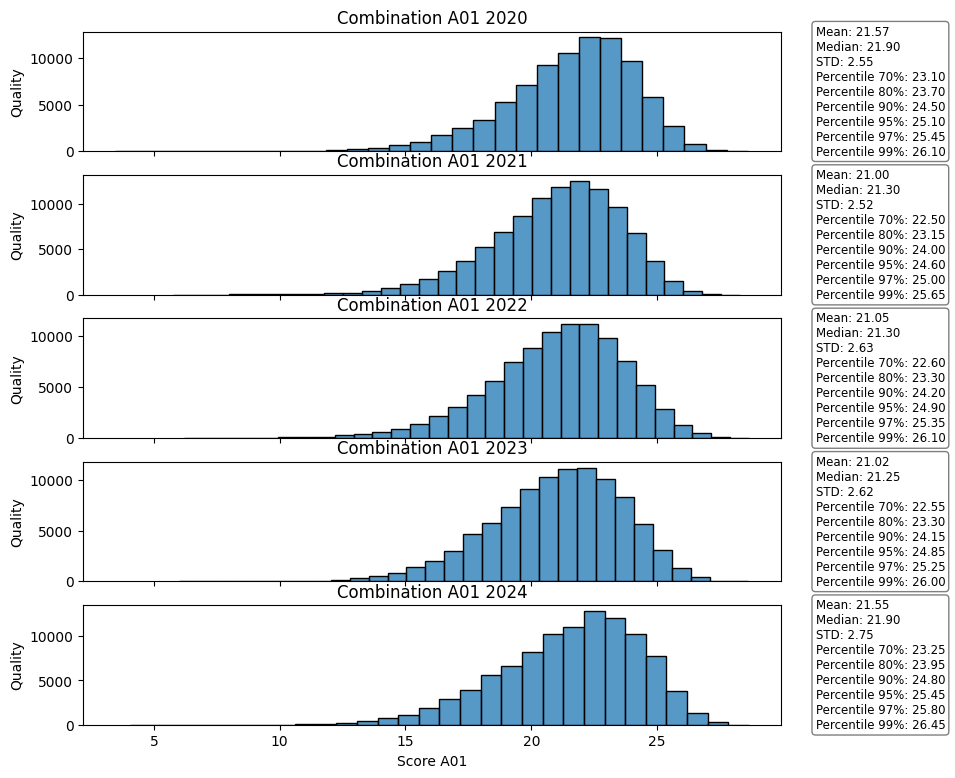 Combination A01 2020
10000
5000
0
Quality
Mean: 21.57
Median: 21.90
STD: 2.55
Percentile 70%: 23.10
Percentile 80%: 23.70
Percentile 90%: 24.50
Percentile 95%: 25.10
Percentile 97%: 25.45
Percentile 99%: 26.10
Combination A01 2021
10000
5000
0
Quality
Mean: 21.00
Median: 21.30
STD: 2.52
Percentile 70%: 22.50
Percentile 80%: 23.15
Percentile 90%: 24.00
Percentile 95%: 24.60
Percentile 97%: 25.00
Percentile 99%: 25.65
Combination A01 2022
10000
5000
0
Quality
Mean: 21.05
Median: 21.30
STD: 2.63
Percentile 70%: 22.60
Percentile 80%: 23.30
Percentile 90%: 24.20
Percentile 95%: 24.90
Percentile 97%: 25.35
Percentile 99%: 26.10
Combination A01 2023
10000
5000
0
Quality
Mean: 21.02
Median: 21.25
STD: 2.62
Percentile 70%: 22.55
Percentile 80%: 23.30
Percentile 90%: 24.15
Percentile 95%: 24.85
Percentile 97%: 25.25
Percentile 99%: 26.00
Combination A01 2024
10000
5000
0
Quality
Mean: 21.55
Median: 21.90
STD: 2.75
Percentile 70%: 23.25
Percentile 80%: 23.95
Percentile 90%: 24.80
Percentile 95%: 25.45
Percentile 97%: 25.80
Percentile 99%: 26.45
5 10 15 20 25
Score A01